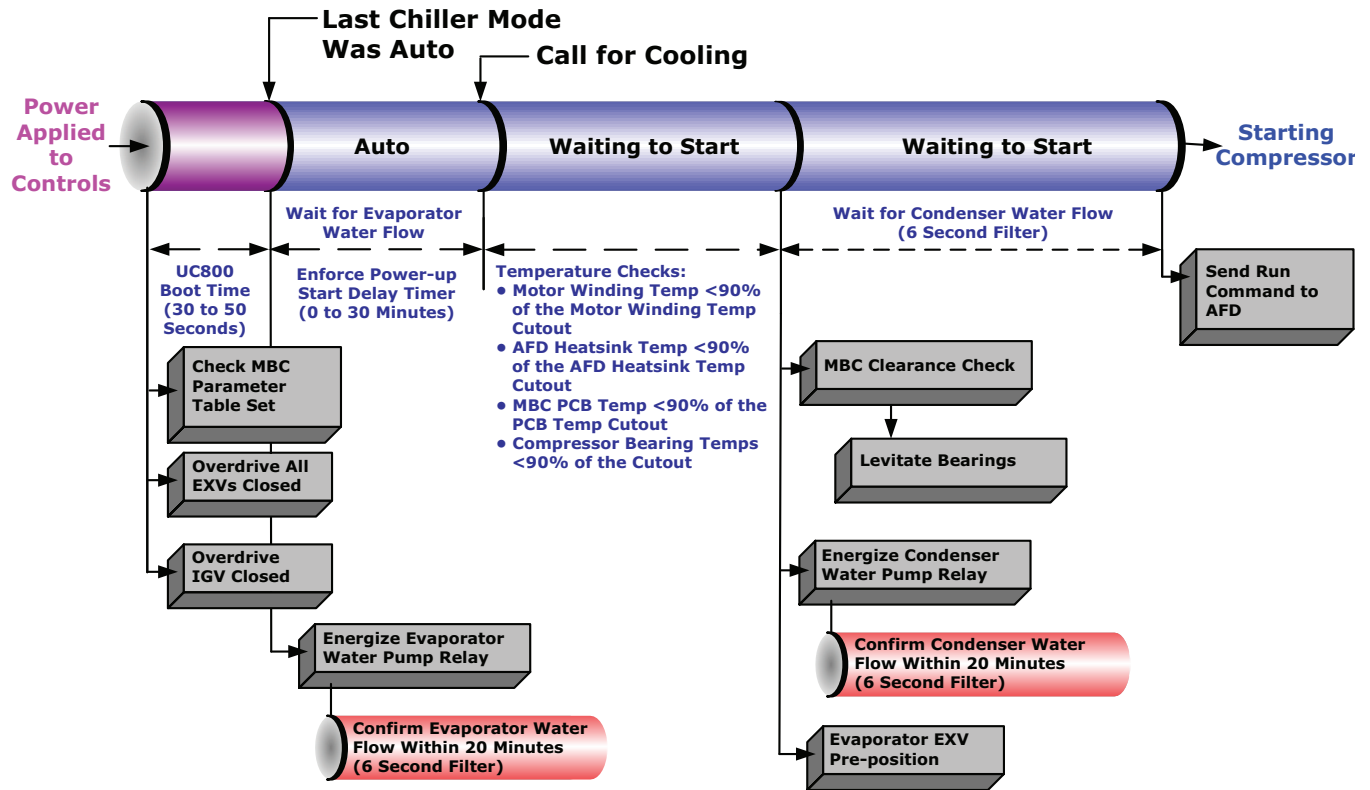 Last Chiller Mode
Was Auto
Call for Cooling
Power
Applied
to
Controls
Auto
Waiting to Start
Waiting to Start
Starting
Compressor
Wait for Evaporator
Water Flow
Wait for Condenser Water Flow
(6 Second Filter)
UC800
Boot Time
(30 to 50
Seconds)
Enforce Power-up
Start Delay Timer
(0 to 30 Minutes)
Temperature Checks:
• Motor Winding Temp <90%
of the Motor Winding Temp
Cutout
• AFD Heatsink Temp <90%
of the AFD Heatsink Temp
Cutout
• MBC PCB Temp <90% of the
PCB Temp Cutout
• Compressor Bearing Temps
<90% of the Cutout
Send Run
Command to
AFD
Check MBC
Parameter
Table Set
MBC Clearance Check
Overdrive All
EXVs Closed
Levitate Bearings
Overdrive
IGV Closed
Energize Condenser
Water Pump Relay
Energize Evaporator
Water Pump Relay
Confirm Condenser Water
Flow Within 20 Minutes
(6 Second Filter)
Confirm Evaporator Water
Flow Within 20 Minutes
(6 Second Filter)
Evaporator EXV
Pre-position